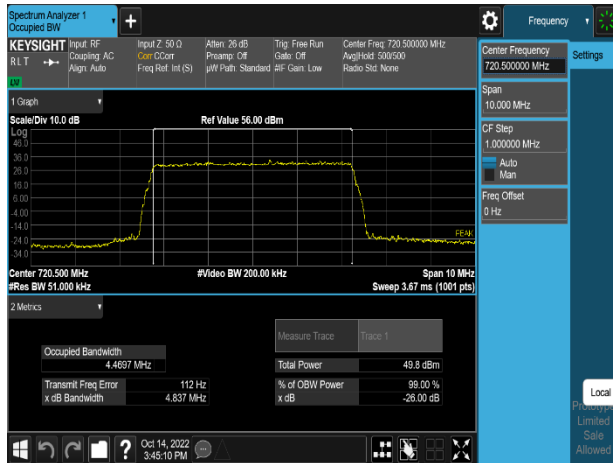 Spectrum Analyzer 1
Occupied BW
+
Frequency
KEYSIGHT
RLT
Input: RF
Coupling: AC
Align: Auto
Input Z: 50 Ω
Corr CCorr
Freq Ref: Int (S)
Atten: 26 dB
Preamp: Off
µW Path: Standard
Trig: Free Run
Gate: Off
#IF Gain: Low
Center Freq: 720.500000 MHz
Avg|Hold: 500/500
Radio Std: None
Center Frequency
720.500000 MHz
Settings
Span
10.000 MHz
CF Step
1.000000 MHz
Auto
Man
Freq Offset
0 Hz
1 Graph
Scale/Div 10.0 dB
Ref Value 56.00 dBm
Log
46.0
36.0
26.0
16.0
6.00
-4.00
-14.0
-24.0
-34.0
PEAK
Center 720.500 MHz
#Video BW 200.00 kHz
Span 10 MHz
#Res BW 51.000 kHz
Sweep 3.67 ms (1001 pts)
2 Metrics
Measure Trace
Trace 1
Occupied Bandwidth
4.4697 MHz
Total Power
49.8 dBm
Transmit Freq Error
112 Hz
% of OBW Power
99.00 %
x dB Bandwidth
4.837 MHz
x dB
-26.00 dB
Local
Prototype
Limited
Sale
Allowed
?
Oct 14, 2022
3:45:10 PM